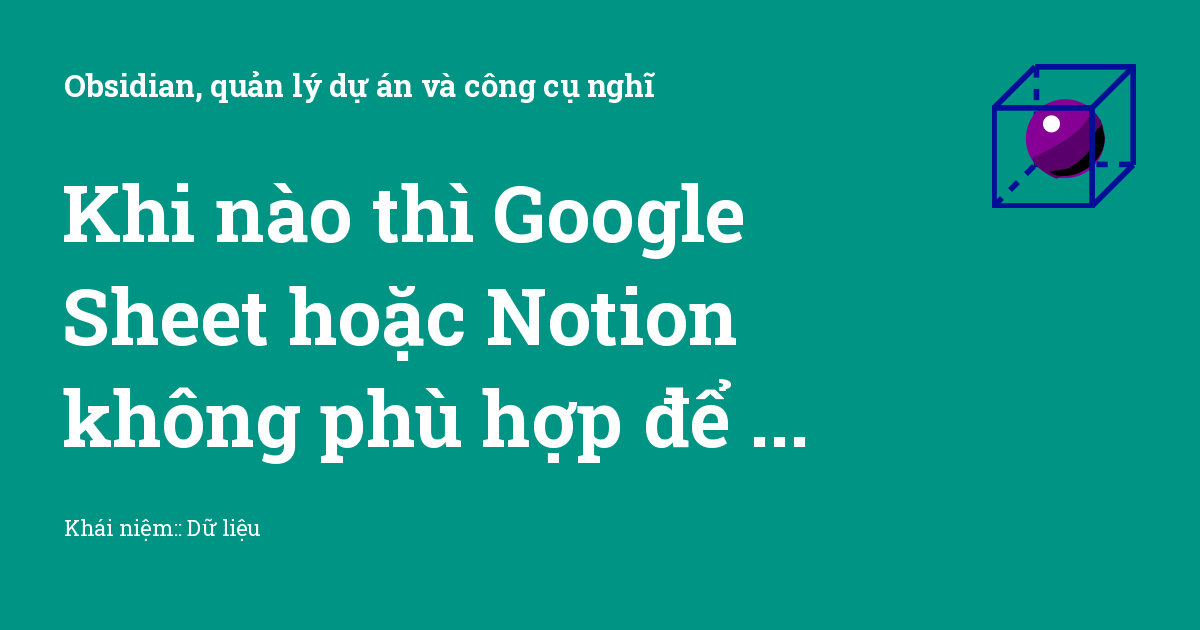 Obsidian, quản lý dự án và công cụ nghĩ
Khi nào thì Google
Sheet hoặc Notion
không phù hợp để ...
Khái niệm:: Dữ liệu